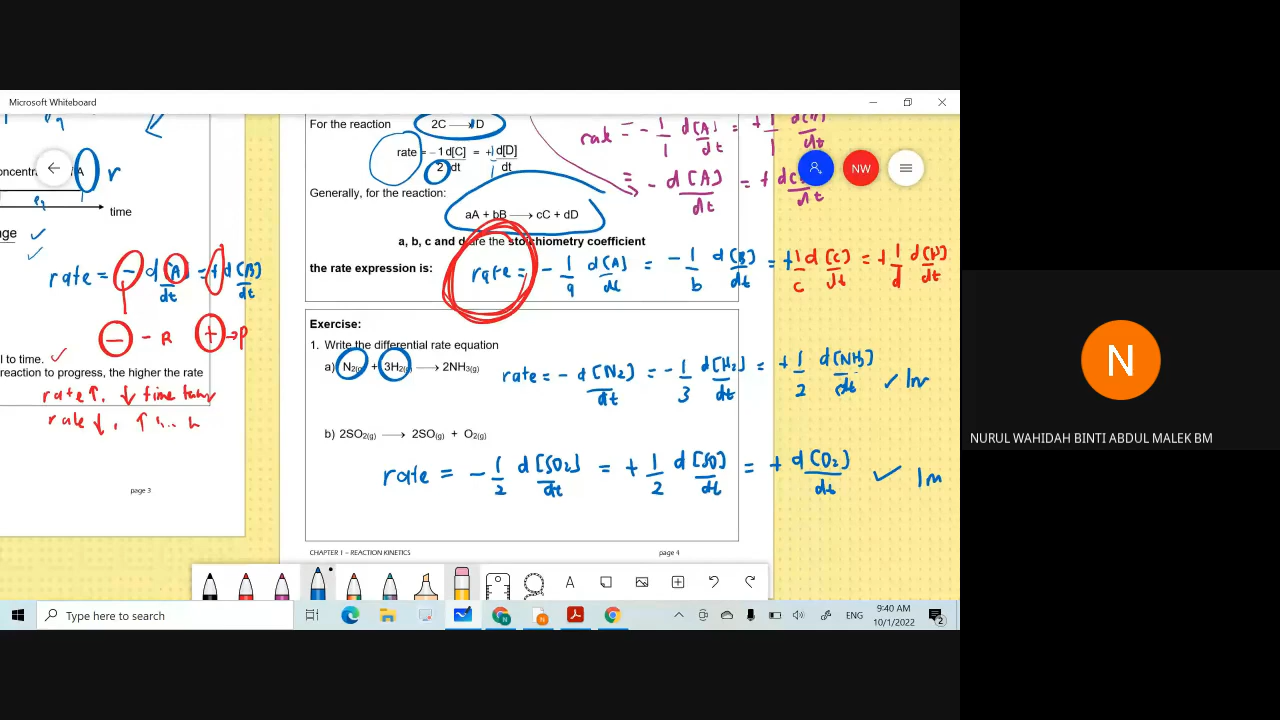 Microsoft Whiteboard
time
rate = - d[A]/dt = + d[B]/dt
- R + → P
l to time. ✓
reaction to progress, the higher the rate
rate ↑, ↓ time
rate ↓, ↑
page 3
For the reaction 2C ⟶ D
rate = - 1/2 d[C]/dt = + 1/1 d[D]/dt
rate = - 1/1 d[A]/dt = + 1/1
= - d[A]/dt = +
Generally, for the reaction:
aA + bB ⟶ cC + dD
a, b, c and d are the stoichiometry coefficient
the rate expression is: rate = - 1/a d[A]/dt = - 1/b d[B]/dt = + 1/c d[C]/dt = + 1/d d[D]/dt
Exercise:
1. Write the differential rate equation
a) N2(g) + 3H2(g) ⟶ 2NH3(g)
rate = - d[N2]/dt = - 1/3 d[H2]/dt = + 1/2 d[NH3]/dt ✓ 1m
b) 2SO2(g) ⟶ 2SO(g) + O2(g)
rate = - 1/2 d[SO2]/dt = + 1/2 d[SO]/dt = + d[O2]/dt ✓ 1m
CHAPTER 1 – REACTION KINETICS page 4
NW
A
Type here to search
ENG
9:40 AM
10/1/2022
2
N
NURUL WAHIDAH BINTI ABDUL MALEK BM